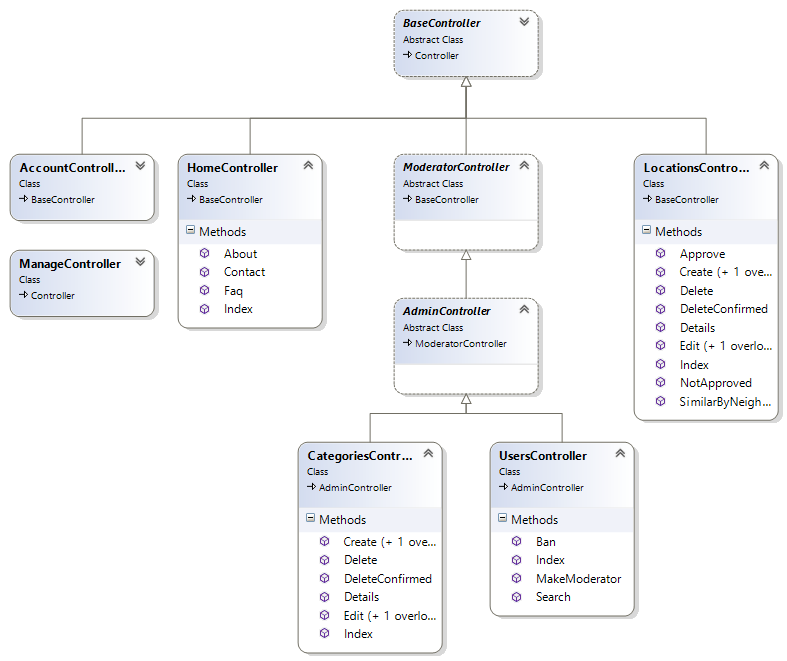 BaseController
Abstract Class
Controller
AccountControll...
Class
BaseController
HomeController
Class
BaseController
Methods
About
Contact
Faq
Index
ModeratorController
Abstract Class
BaseController
LocationsContro...
Class
BaseController
Methods
Approve
Create (+ 1 ove...
Delete
DeleteConfirmed
Details
Edit (+ 1 overlo...
Index
NotApproved
SimilarByNeigh...
ManageController
Class
Controller
AdminController
Abstract Class
ModeratorController
CategoriesContr...
Class
AdminController
Methods
Create (+ 1 ove...
Delete
DeleteConfirmed
Details
Edit (+ 1 overlo...
Index
UsersController
Class
AdminController
Methods
Ban
Index
MakeModerator
Search